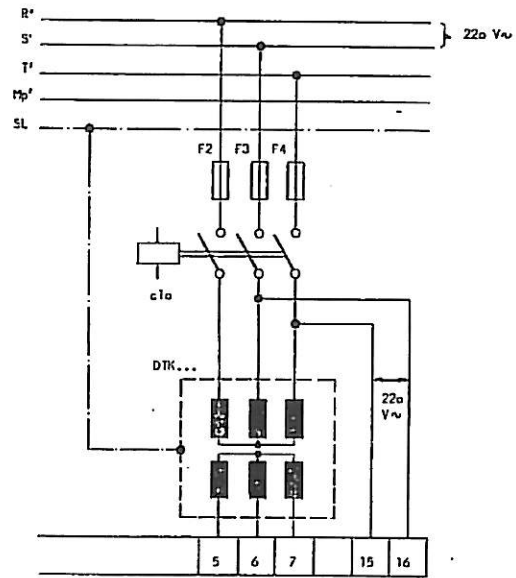 R'
S'
220 V~
T'
Mp'
SL
F2 F3 F4
c1a
DTK...
220
V~
5 6 7 15 16